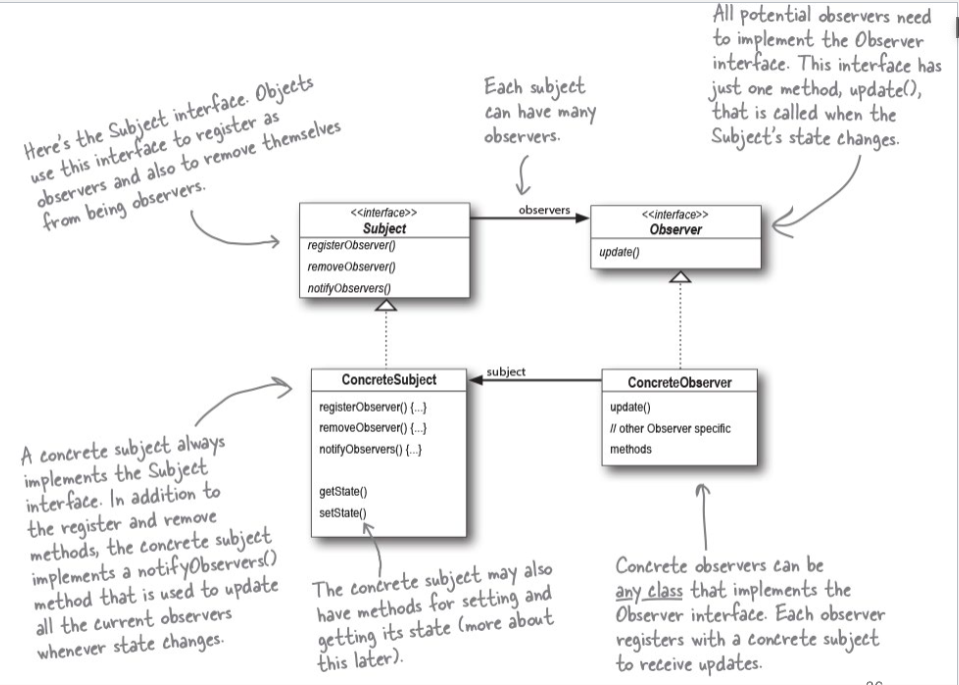 All potential observers need
to implement the Observer
interface. This interface has
just one method, update(),
that is called when the
Subject's state changes.
Each subject
can have many
observers.
Here's the Subject interface. Objects
use this interface to register as
observers and also to remove themselves
from being observers.
<<interface>>
Subject
registerObserver()
removeObserver()
notifyObservers()
observers
<<interface>>
Observer
update()
ConcreteSubject
registerObserver() {...}
removeObserver() {...}
notifyObservers() {...}
getState()
setState()
subject
ConcreteObserver
update()
// other Observer specific
methods
A concrete subject always
implements the Subject
interface. In addition to
the register and remove
methods, the concrete subject
implements a notifyObservers()
method that is used to update
all the current observers
whenever state changes.
The concrete subject may also
have methods for setting and
getting its state (more about
this later).
Concrete observers can be
any class that implements the
Observer interface. Each observer
registers with a concrete subject
to receive updates.